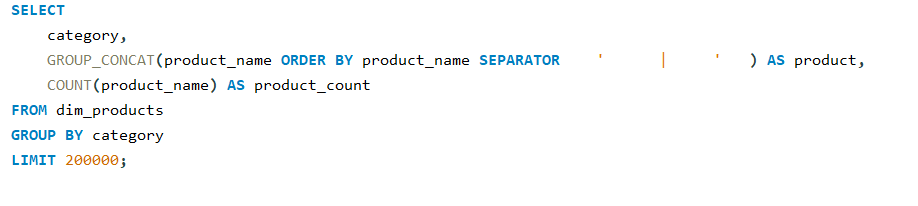 SELECT
    category,
    GROUP_CONCAT(product_name ORDER BY product_name SEPARATOR    '      |     '   ) AS product,
    COUNT(product_name) AS product_count
FROM dim_products
GROUP BY category
LIMIT 200000;